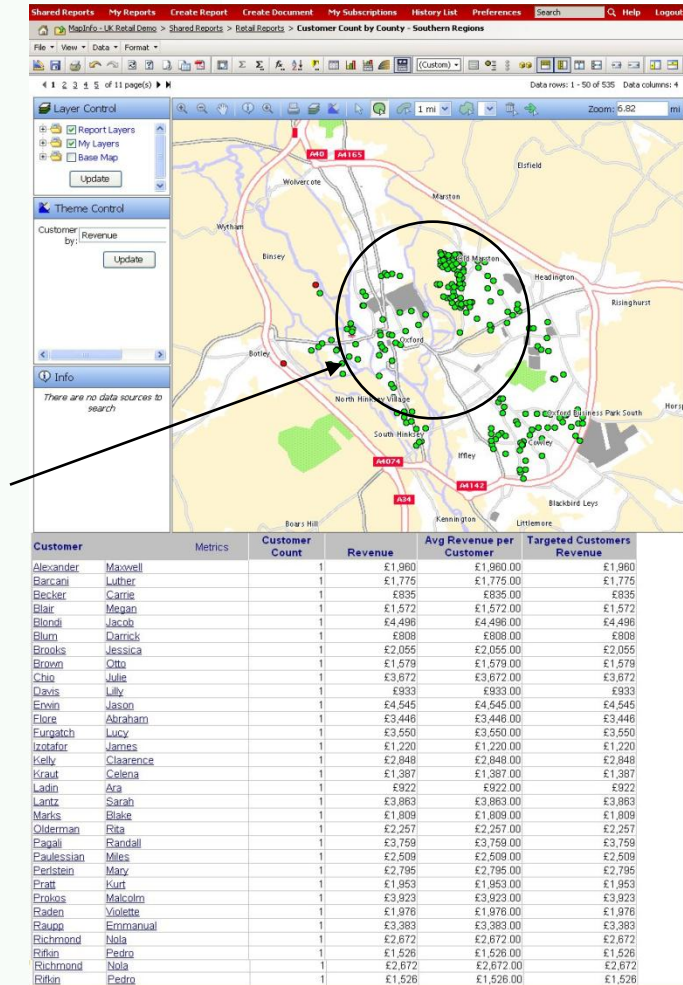 Shared Reports My Reports Create Report Create Document My Subscriptions History List Preferences Search Help Logout
MapInfo - UK Retail Demo > Shared Reports > Retail Reports > Customer Count by County - Southern Regions
File View Data Format
(Custom)
1 2 3 4 5 of 11 page(s) Data rows: 1 - 50 of 535 Data columns: 4
Layer Control
1 mi Zoom: 6.82 mi
Report Layers
My Layers
Base Map
Update
Theme Control
Customer by: Revenue
Update
Info
There are no data sources to search
A40 A4165
Elsfield
Wolvercote
Marston
Wytham
Binsey
Old Marston
Headington
Risinghurst
Oxford
Botley
North Hinksey Village
Oxford Business Park South
Horsp
South Hinksey
Cowley
Iffley
A4074
A4142
A34
Blackbird Leys
Boars Hill
Kennington
Littlemore
Customer Metrics Customer Count Revenue Avg Revenue per Customer Targeted Customers Revenue
Alexander Maxwell 1 £1,960 £1,960.00 £1,960
Barcani Luther 1 £1,775 £1,775.00 £1,775
Becker Carrie 1 £835 £835.00 £835
Blair Megan 1 £1,572 £1,572.00 £1,572
Blondi Jacob 1 £4,496 £4,496.00 £4,496
Blum Darrick 1 £808 £808.00 £808
Brooks Jessica 1 £2,055 £2,055.00 £2,055
Brown Otto 1 £1,579 £1,579.00 £1,579
Chio Julie 1 £3,672 £3,672.00 £3,672
Davis Lilly 1 £933 £933.00 £933
Erwin Jason 1 £4,545 £4,545.00 £4,545
Flore Abraham 1 £3,446 £3,446.00 £3,446
Furgatch Lucy 1 £3,550 £3,550.00 £3,550
Izotafor James 1 £1,220 £1,220.00 £1,220
Kelly Claarence 1 £2,848 £2,848.00 £2,848
Kraut Celena 1 £1,387 £1,387.00 £1,387
Ladin Ara 1 £922 £922.00 £922
Lantz Sarah 1 £3,863 £3,863.00 £3,863
Marks Blake 1 £1,809 £1,809.00 £1,809
Olderman Rita 1 £2,257 £2,257.00 £2,257
Pagali Randall 1 £3,759 £3,759.00 £3,759
Paulessian Miles 1 £2,509 £2,509.00 £2,509
Perlstein Mary 1 £2,795 £2,795.00 £2,795
Pratt Kurt 1 £1,953 £1,953.00 £1,953
Prokos Malcolm 1 £3,923 £3,923.00 £3,923
Raden Violette 1 £1,976 £1,976.00 £1,976
Raupp Emmanual 1 £3,383 £3,383.00 £3,383
Richmond Nola 1 £2,672 £2,672.00 £2,672
Rifkin Pedro 1 £1,526 £1,526.00 £1,526
Richmond Nola 1 £2,672 £2,672.00 £2,672
Rifkin Pedro 1 £1,526 £1,526.00 £1,526